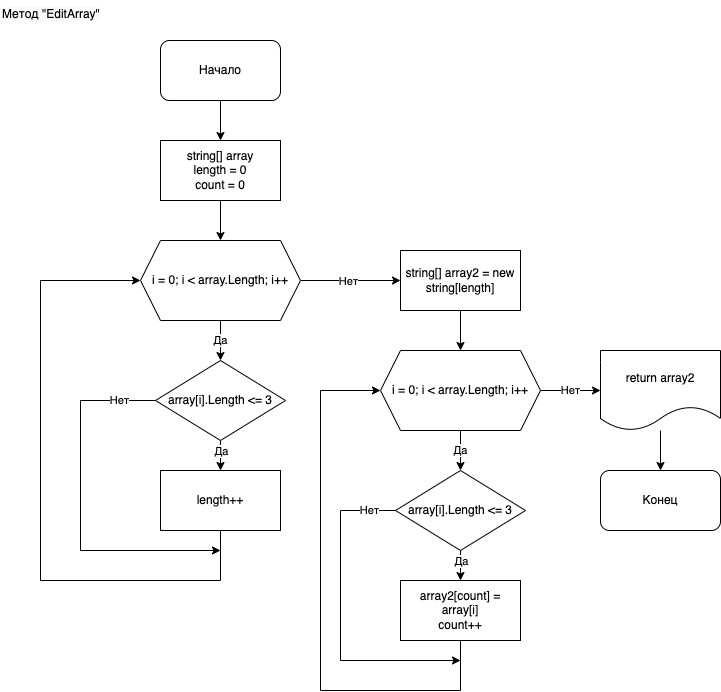 Метод "EditArray"
Начало
string[] array
length = 0
count = 0
i = 0; i < array.Length; i++
Нет
Да
array[i].Length <= 3
Нет
Да
length++
string[] array2 = new
string[length]
i = 0; i < array.Length; i++
Нет
Да
array[i].Length <= 3
Нет
Да
array2[count] =
array[i]
count++
return array2
Конец